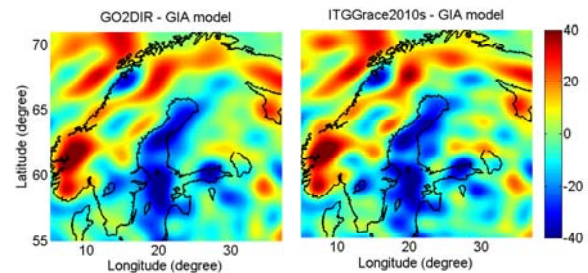 GO2DIR - GIA model
ITGGrace2010s - GIA model
Latitude (degree)
70
65
60
55
10 20 30
10 20 30
Longitude (degree)
Longitude (degree)
40
20
0
-20
-40